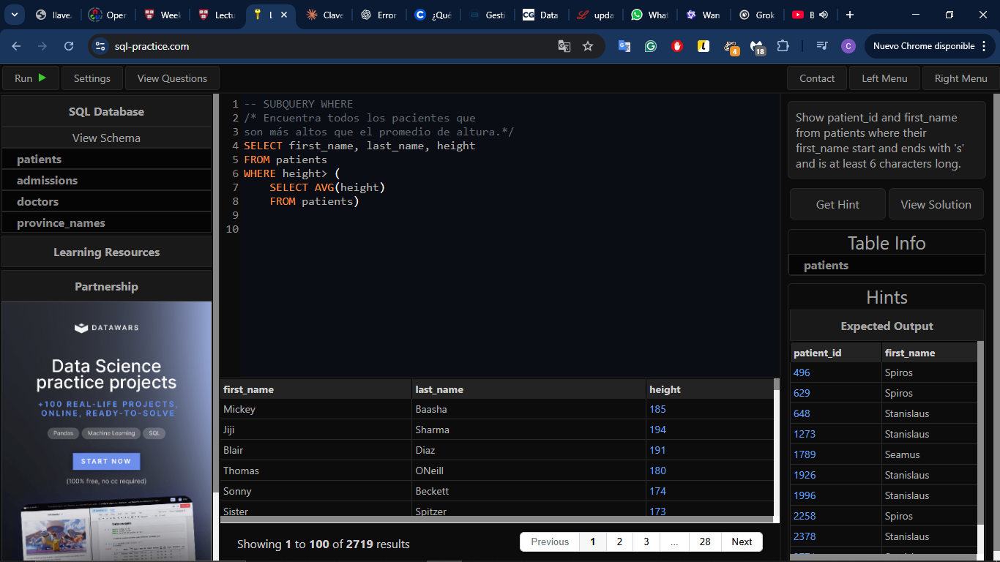 llave.
Open
Week
Lectu
L
Clave
Error
¿Qué
Gesti
CG Data
upda
What
Wan
Grok
B
sql-practice.com
4
18
C
Nuevo Chrome disponible
Run
Settings
View Questions
Contact
Left Menu
Right Menu
SQL Database
View Schema
patients
admissions
doctors
province_names
Learning Resources
Partnership
DATAWARS
Data Science
practice projects
+100 REAL-LIFE PROJECTS,
ONLINE, READY-TO-SOLVE
Pandas
Machine Learning
SQL
START NOW
(100% free, no cc required)
1 -- SUBQUERY WHERE
2 /* Encuentra todos los pacientes que
3 son más altos que el promedio de altura.*/
4 SELECT first_name, last_name, height
5 FROM patients
6 WHERE height> (
7 SELECT AVG(height)
8 FROM patients)
9
10
first_name last_name height
Mickey Baasha 185
Jiji Sharma 194
Blair Diaz 191
Thomas ONeill 180
Sonny Beckett 174
Sister Spitzer 173
Showing 1 to 100 of 2719 results
Previous 1 2 3 ... 28 Next
Show patient_id and first_name
from patients where their
first_name start and ends with 's'
and is at least 6 characters long.
Get Hint
View Solution
Table Info
patients
Hints
Expected Output
patient_id first_name
496 Spiros
629 Spiros
648 Stanislaus
1273 Stanislaus
1789 Seamus
1926 Stanislaus
1996 Stanislaus
2258 Spiros
2378 Stanislaus